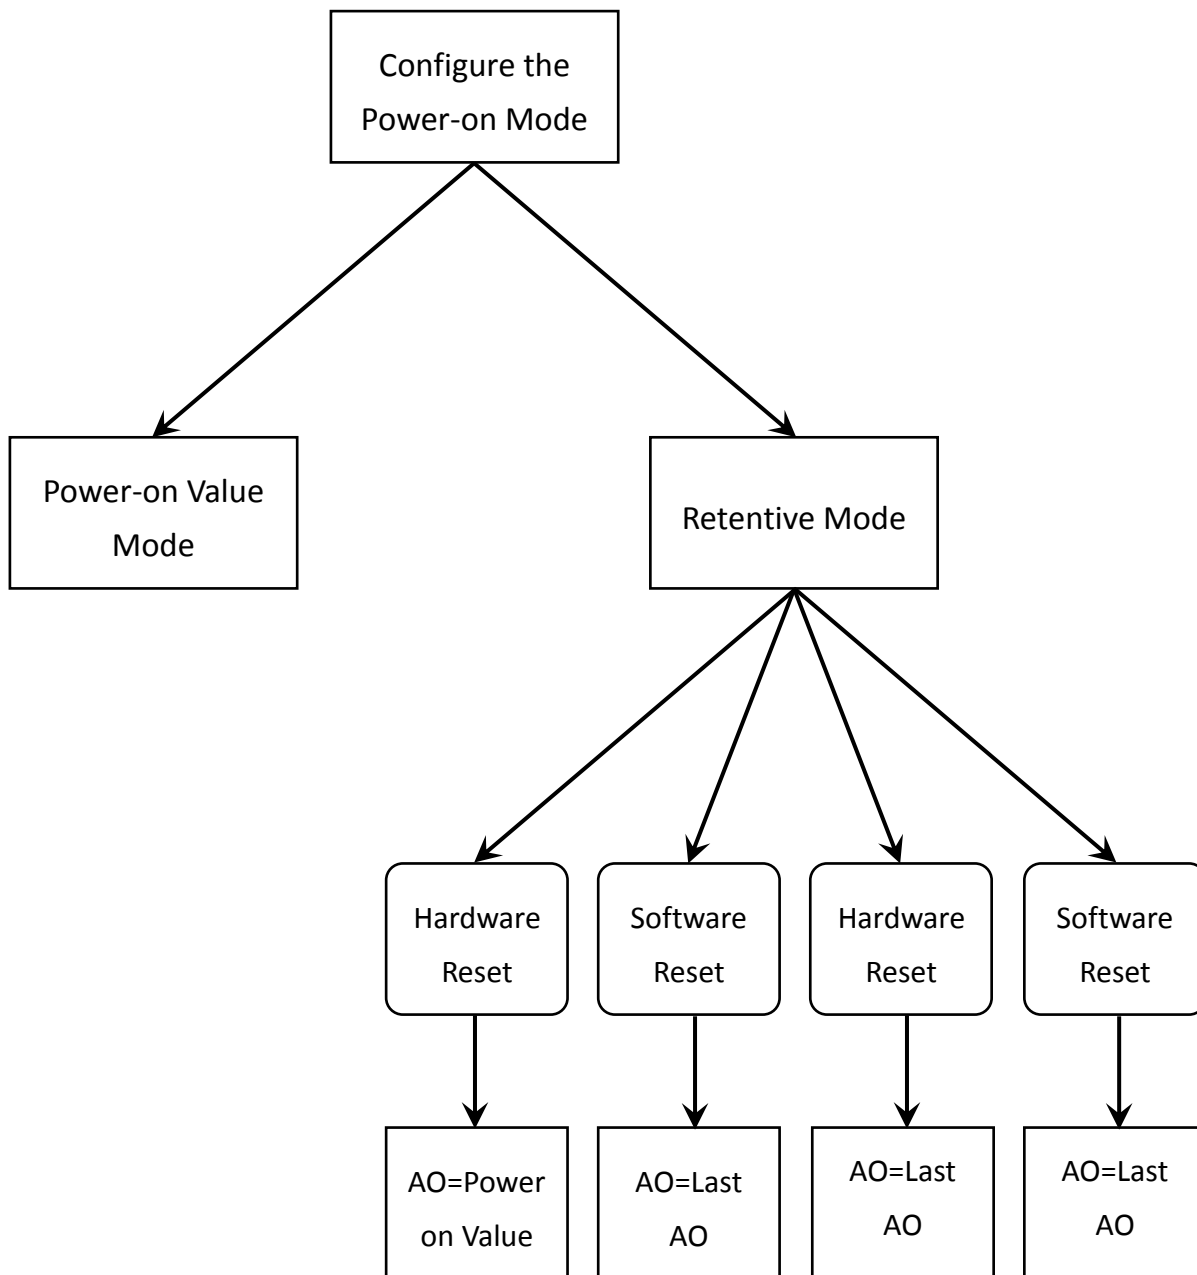 Configure the
Power-on Mode
Power-on Value
Mode
Retentive Mode
Hardware
Reset
Software
Reset
Hardware
Reset
Software
Reset
AO=Power
on Value
AO=Last
AO
AO=Last
AO
AO=Last
AO